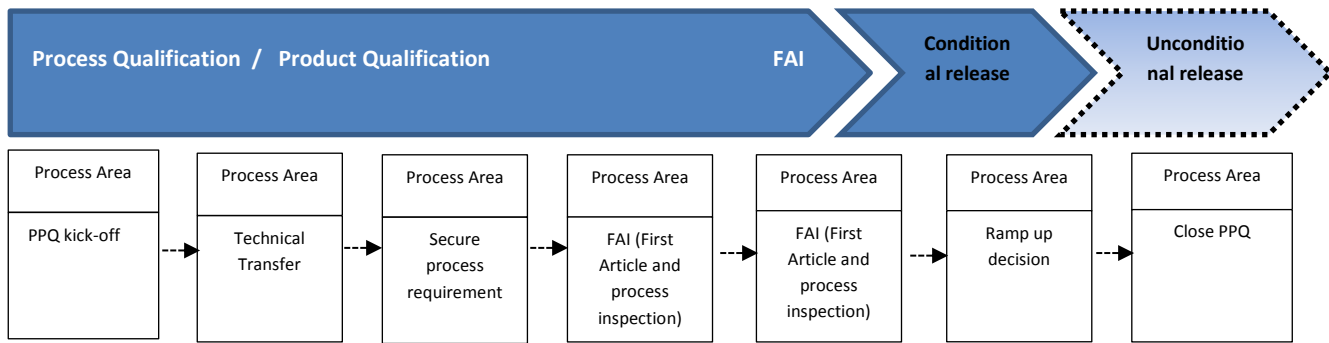 Process Qualification / Product Qualification FAI
Condition
al release
Unconditio
nal release
Process Area
PPQ kick-off
Process Area
Technical
Transfer
Process Area
Secure
process
requirement
Process Area
FAI (First
Article and
process
inspection)
Process Area
FAI (First
Article and
process
inspection)
Process Area
Ramp up
decision
Process Area
Close PPQ